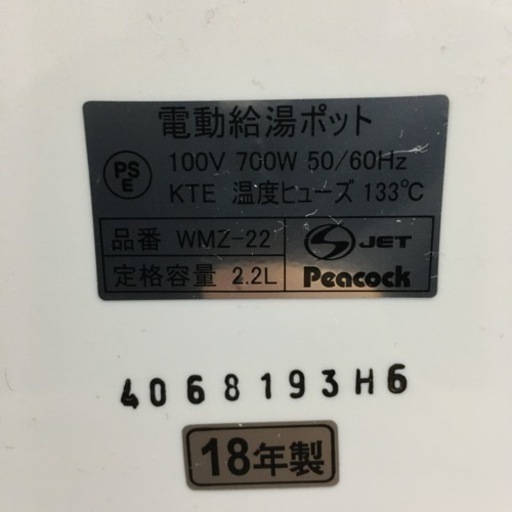 電動給湯ポット
PS
E
100V 700W 50/60Hz
KTE 温度ヒューズ 133℃
品番 WMZ-22
定格容量 2.2L
S JET
Peacock
4068193H6
18年製